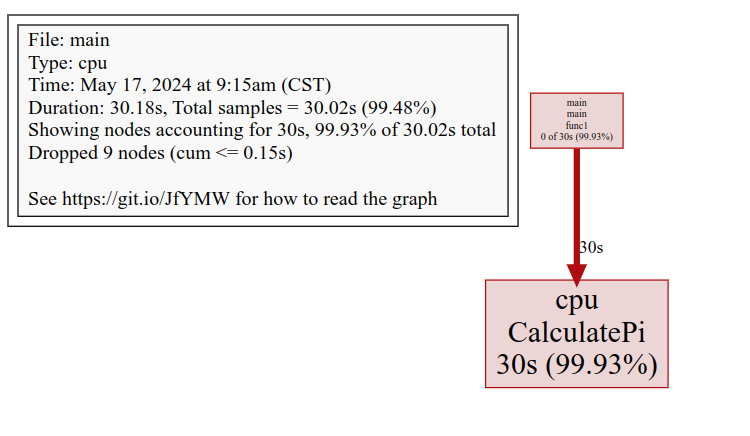 File: main
Type: cpu
Time: May 17, 2024 at 9:15am (CST)
Duration: 30.18s, Total samples = 30.02s (99.48%)
Showing nodes accounting for 30s, 99.93% of 30.02s total
Dropped 9 nodes (cum <= 0.15s)
See https://git.io/JfYMW for how to read the graph
main
main
func1
0 of 30s (99.93%)
30s
cpu
CalculatePi
30s (99.93%)